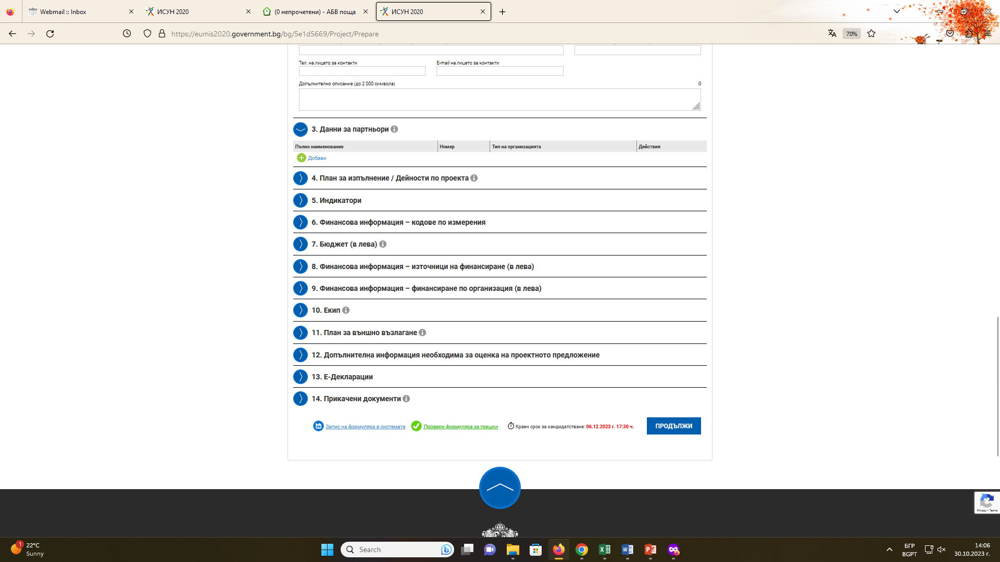 Webmail :: Inbox
ИСУН 2020
(0 непрочетени) - АБВ поща
ИСУН 2020
https://eumis2020.government.bg/bg/5e1d5669/Project/Prepare
70%
Тел. на лицето за контакти
E-mail на лицето за контакти
Допълнително описание (до 2 000 символа)
0
3. Данни за партньори
Пълно наименование
Номер
Тип на организацията
Действия
Добави
4. План за изпълнение / Дейности по проекта
5. Индикатори
6. Финансова информация – кодове по измерения
7. Бюджет (в лева)
8. Финансова информация – източници на финансиране (в лева)
9. Финансова информация – финансиране по организация (в лева)
10. Екип
11. План за външно възлагане
12. Допълнителна информация необходима за оценка на проектното предложение
13. Е-Декларации
14. Прикачени документи
Запис на формуляра в системата
Провери формуляра за грешки
Краен срок за кандидатстване: 06.12.2023 г. 17:30 ч.
ПРОДЪЛЖИ
Privacy - Terms
1
22°C
Sunny
Search
БГР
BGPT
14:06
30.10.2023 г.